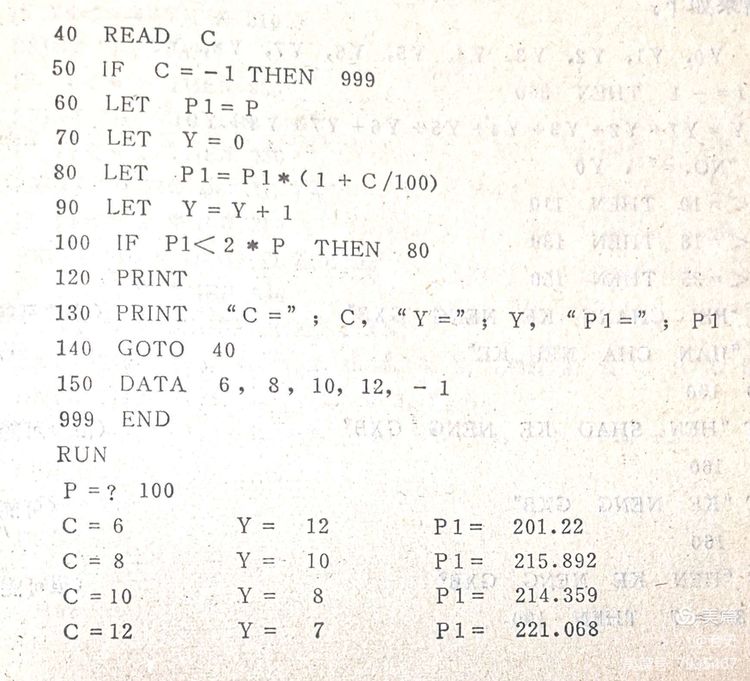 40 READ C
50 IF C = -1 THEN 999
60 LET P1 = P
70 LET Y = 0
80 LET P1 = P1 * (1 + C/100)
90 LET Y = Y + 1
100 IF P1 < 2 * P THEN 80
120 PRINT
130 PRINT “C =” ; C, “Y =” ; Y, “P1 =” ; P1
140 GOTO 40
150 DATA 6, 8, 10, 12, -1
999 END
RUN
P = ? 100
C = 6 Y = 12 P1 = 201.22
C = 8 Y = 10 P1 = 215.892
C = 10 Y = 8 P1 = 214.359
C = 12 Y = 7 P1 = 221.068